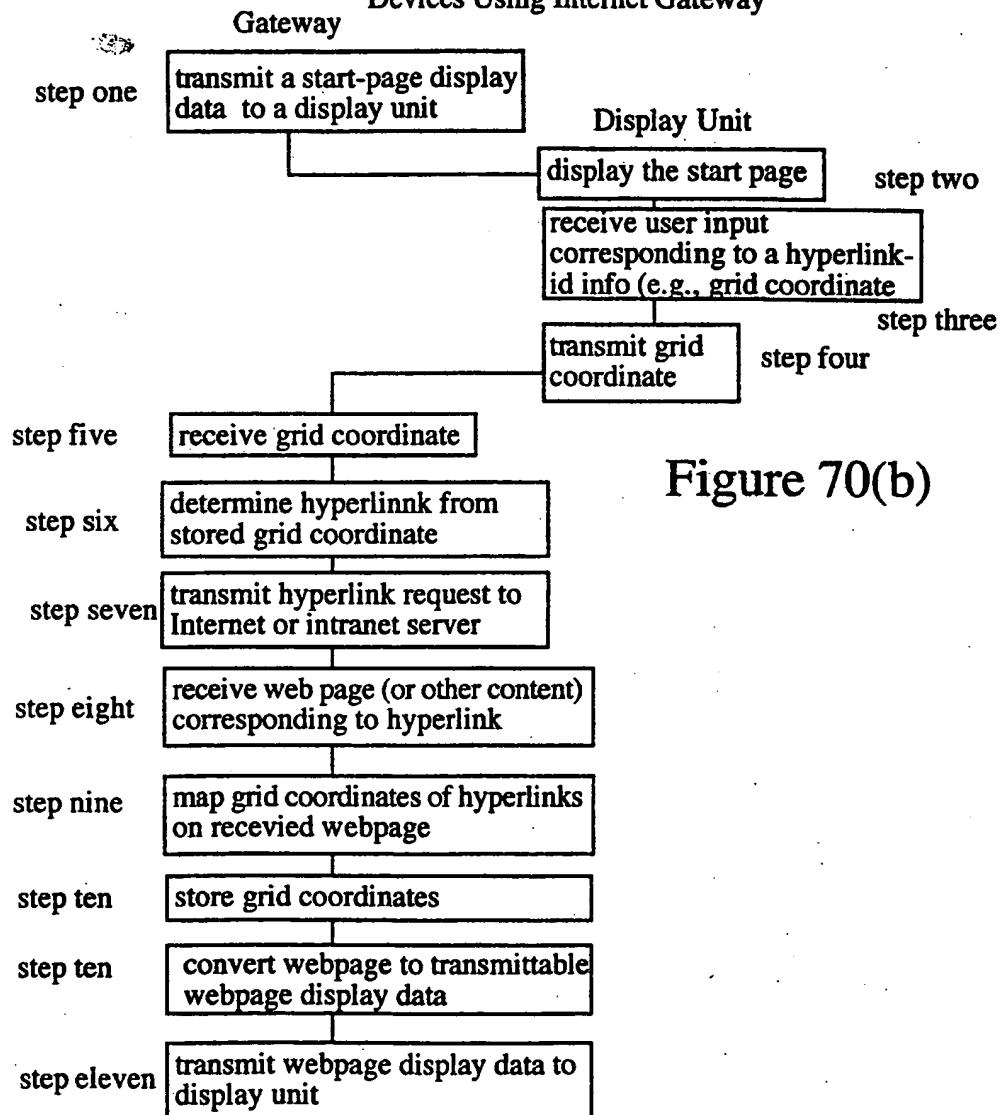 Devices Using Internet Gateway
Gateway
step one
transmit a start-page display
data to a display unit
Display Unit
display the start page
step two
receive user input
corresponding to a hyperlink-
id info (e.g., grid coordinate
step three
transmit grid
coordinate
step four
step five
receive grid coordinate
Figure 70(b)
step six
determine hyperlinnk from
stored grid coordinate
step seven
transmit hyperlink request to
Internet or intranet server
step eight
receive web page (or other content)
corresponding to hyperlink
step nine
map grid coordinates of hyperlinks
on recevied webpage
step ten
store grid coordinates
step ten
convert webpage to transmittable
webpage display data
step eleven
transmit webpage display data to
display unit